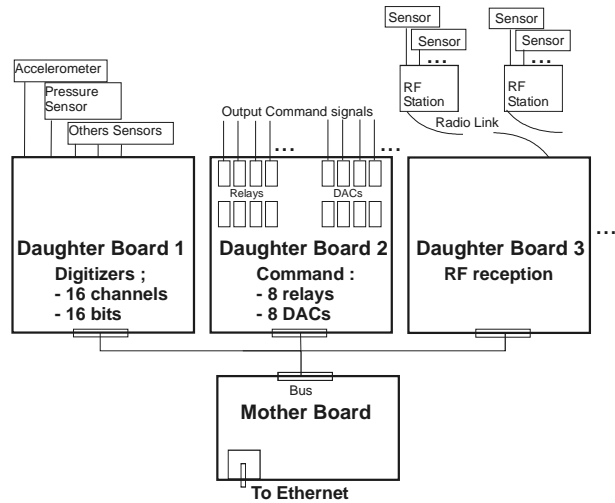 Sensor
Sensor
Sensor
Sensor
...
...
Accelerometer
Pressure
Sensor
Others Sensors
RF
Station
RF
Station
Output Command signals
Radio Link
...
...
Relays
DACs
Daughter Board 1
Digitizers ;
- 16 channels
- 16 bits
Daughter Board 2
Command :
- 8 relays
- 8 DACs
Daughter Board 3
RF reception
...
Bus
Mother Board
To Ethernet